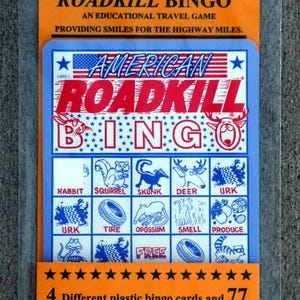 ROADKILL BINGO
AN EDUCATIONAL TRAVEL GAME
PROVIDING SMILES FOR THE HIGHWAY MILES.
AMERICAN
ROADKILL
BINGO
RABBIT SQUIRREL SKUNK DEER URK
URK TIRE OPOSSUM SMELL PRODUCE
FREE
4 Different plastic bingo cards and 77